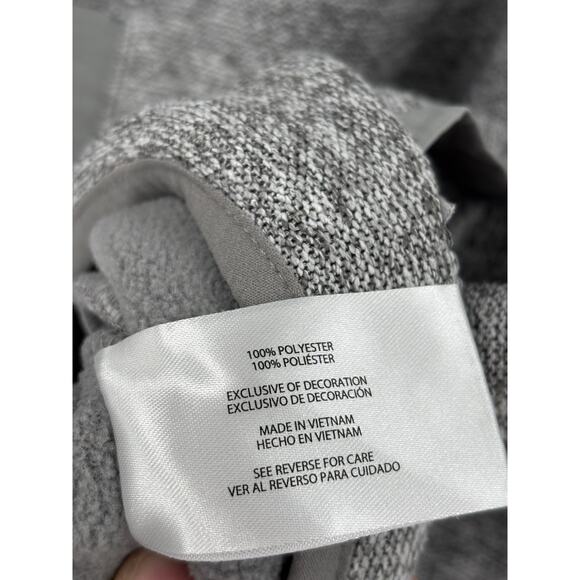 100% POLYESTER
100% POLIÉSTER
EXCLUSIVE OF DECORATION
EXCLUSIVO DE DECORACIÓN
MADE IN VIETNAM
HECHO EN VIETNAM
SEE REVERSE FOR CARE
VER AL REVERSO PARA CUIDADO